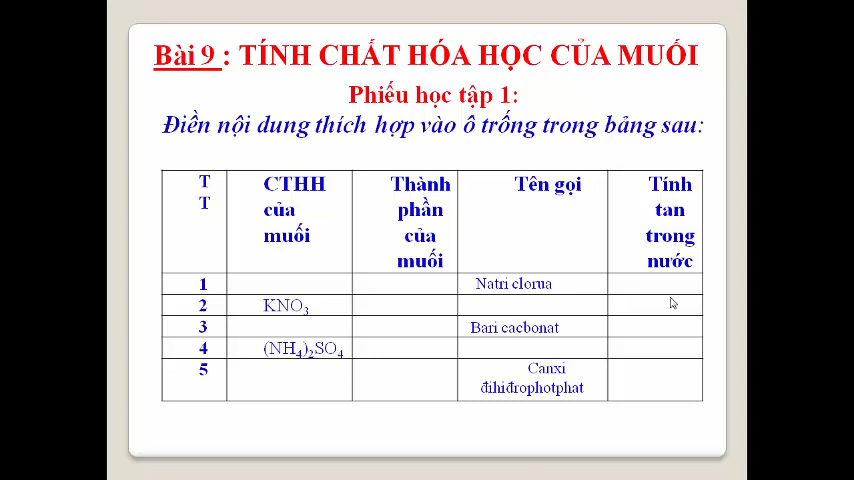 Bài 9 : TÍNH CHẤT HÓA HỌC CỦA MUỐI
Phiếu học tập 1:
Điền nội dung thích hợp vào ô trống trong bảng sau:
T
T
CTHH
của
muối
Thành
phần
của
muối
Tên gọi
Tính
tan
trong
nước
1
Natri clorua
2
KNO3
3
Bari cacbonat
4
(NH4)2SO4
5
Canxi
đihiđrophotphat